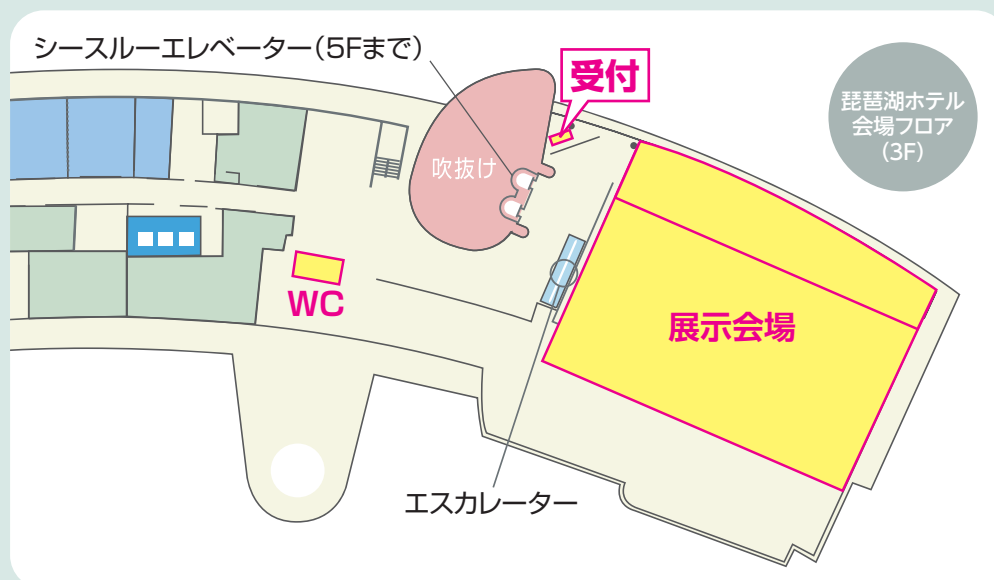 シースルーエレベーター(5Fまで)
受付
琵琶湖ホテル
会場フロア
(3F)
吹抜け
WC
展示会場
エスカレーター